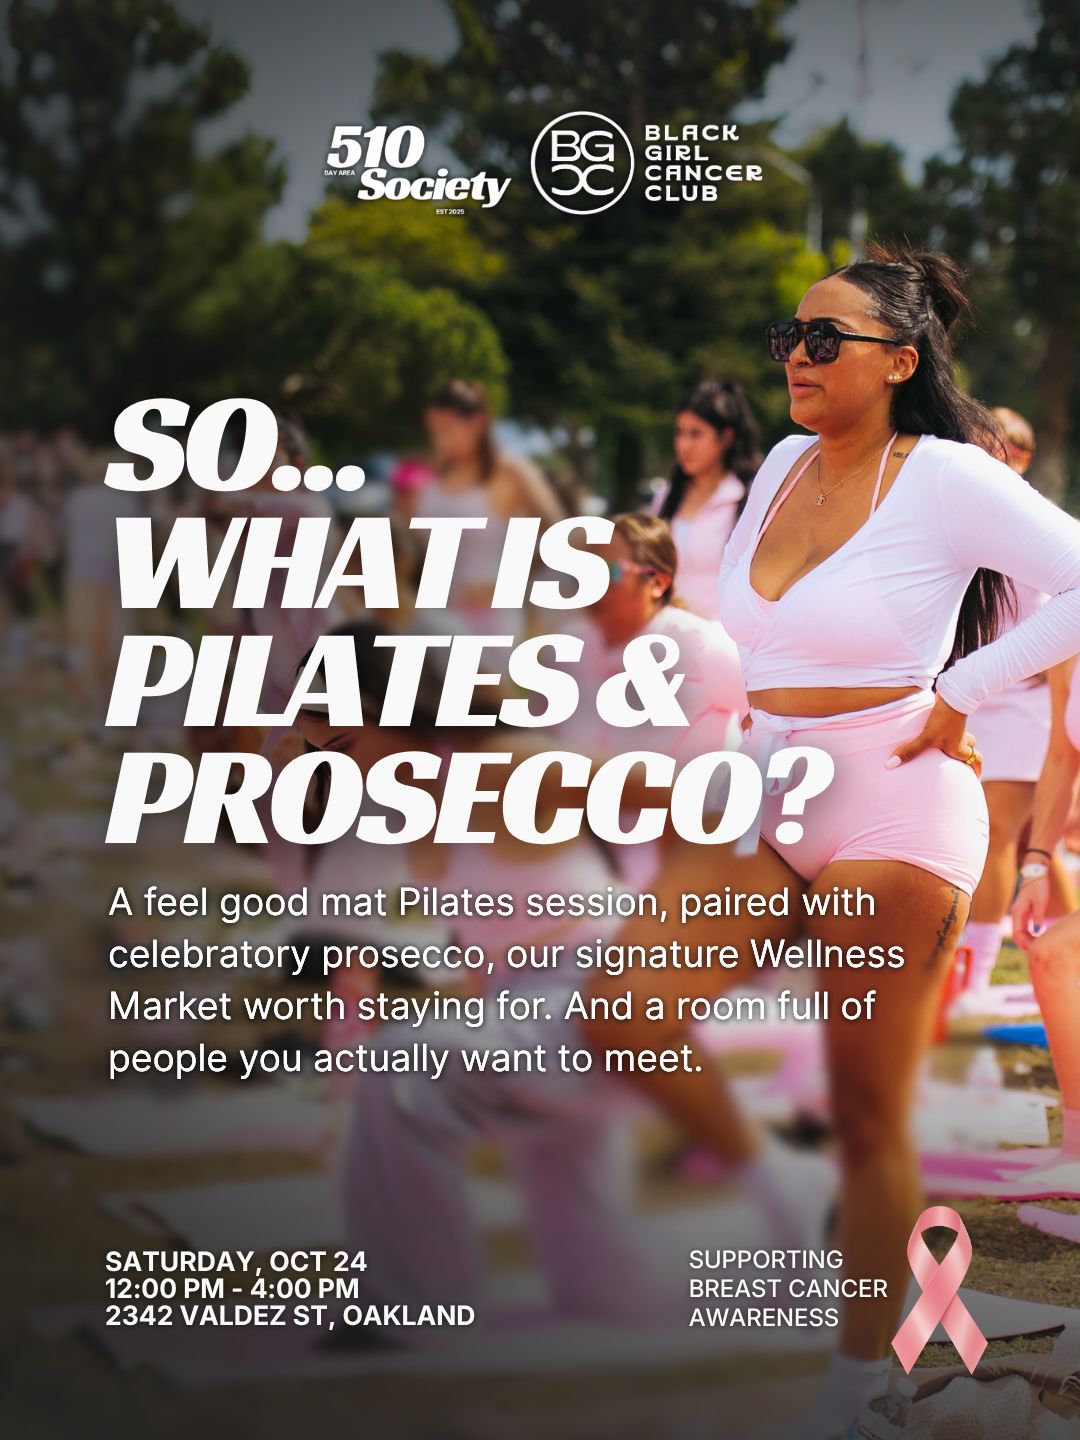 510
BAY AREA
Society
EST 2025
BGCC
BLACK
GIRL
CANCER
CLUB
SO...
WHAT IS
PILATES &
PROSECCO?
A feel good mat Pilates session, paired with
celebratory prosecco, our signature Wellness
Market worth staying for. And a room full of
people you actually want to meet.
SATURDAY, OCT 24
12:00 PM - 4:00 PM
2342 VALDEZ ST, OAKLAND
SUPPORTING
BREAST CANCER
AWARENESS